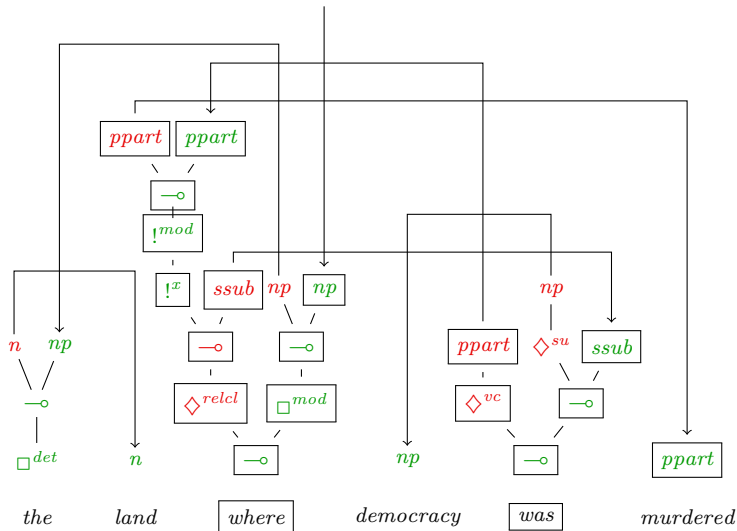 ppart ppart
⊸
!^mod
!^x ssub np np
n np ⊸ ⊸ ppart ◇^su ssub
np
⊸ ◇^relcl □^mod ◇^vc ⊸
□^det n ⊸ np ⊸ ppart
the land where democracy was murdered